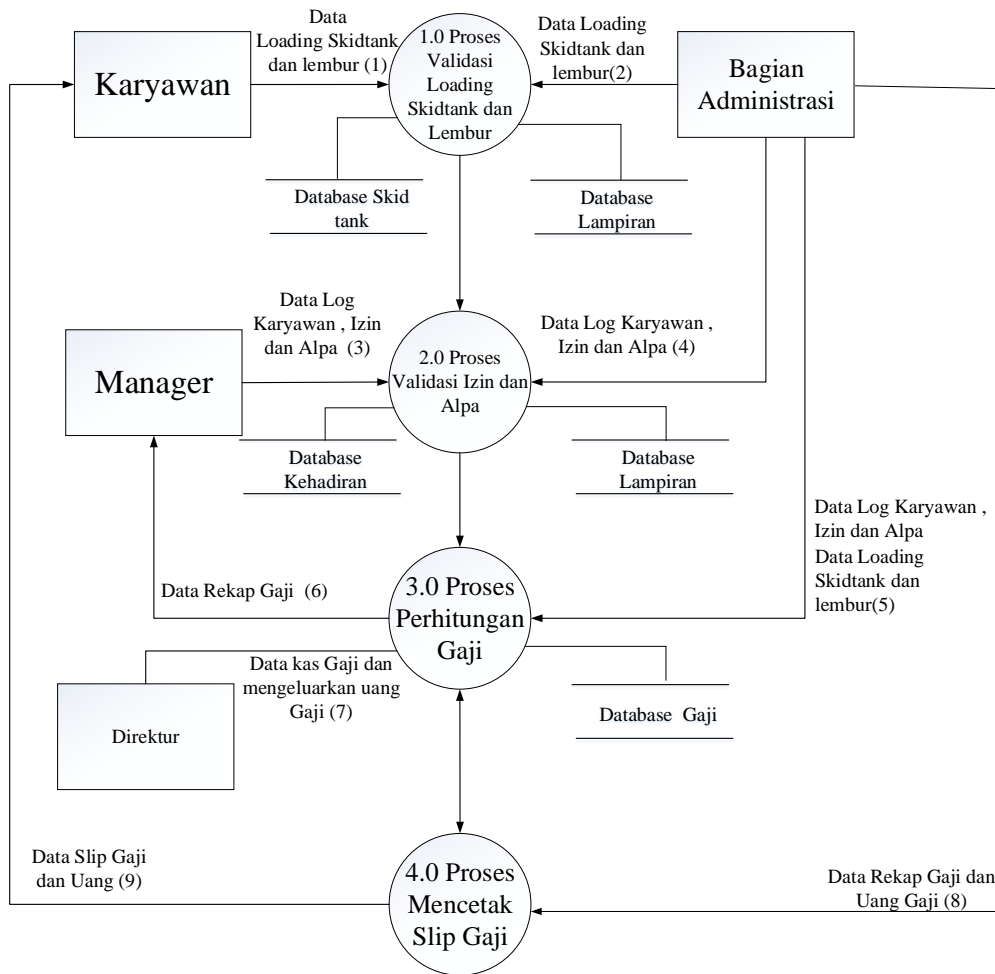 Data
Loading Skidtank
dan lembur (1)
Karyawan
1.0 Proses
Validasi
Loading
Skidtank dan
Lembur
Data Loading
Skidtank dan
lembur(2)
Bagian
Administrasi
Database Skid
tank
Database
Lampiran
Data Log
Karyawan , Izin
dan Alpa (3)
Manager
2.0 Proses
Validasi Izin dan
Alpa
Data Log Karyawan ,
Izin dan Alpa (4)
Database
Kehadiran
Database
Lampiran
Data Log Karyawan ,
Izin dan Alpa
Data Loading
Skidtank dan
lembur(5)
Data Rekap Gaji (6)
3.0 Proses
Perhitungan
Gaji
Data kas Gaji dan
mengeluarkan uang
Gaji (7)
Direktur
Database Gaji
Data Slip Gaji
dan Uang (9)
4.0 Proses
Mencetak
Slip Gaji
Data Rekap Gaji dan
Uang Gaji (8)